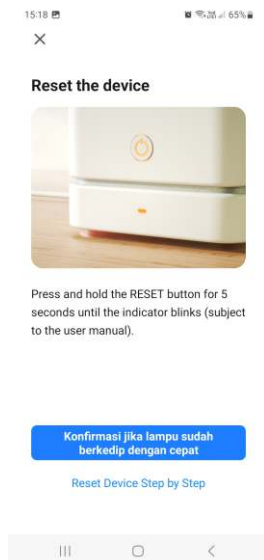 15:18 65%
Reset the device
Press and hold the RESET button for 5
seconds until the indicator blinks (subject
to the user manual).
Konfirmasi jika lampu sudah
berkedip dengan cepat
Reset Device Step by Step